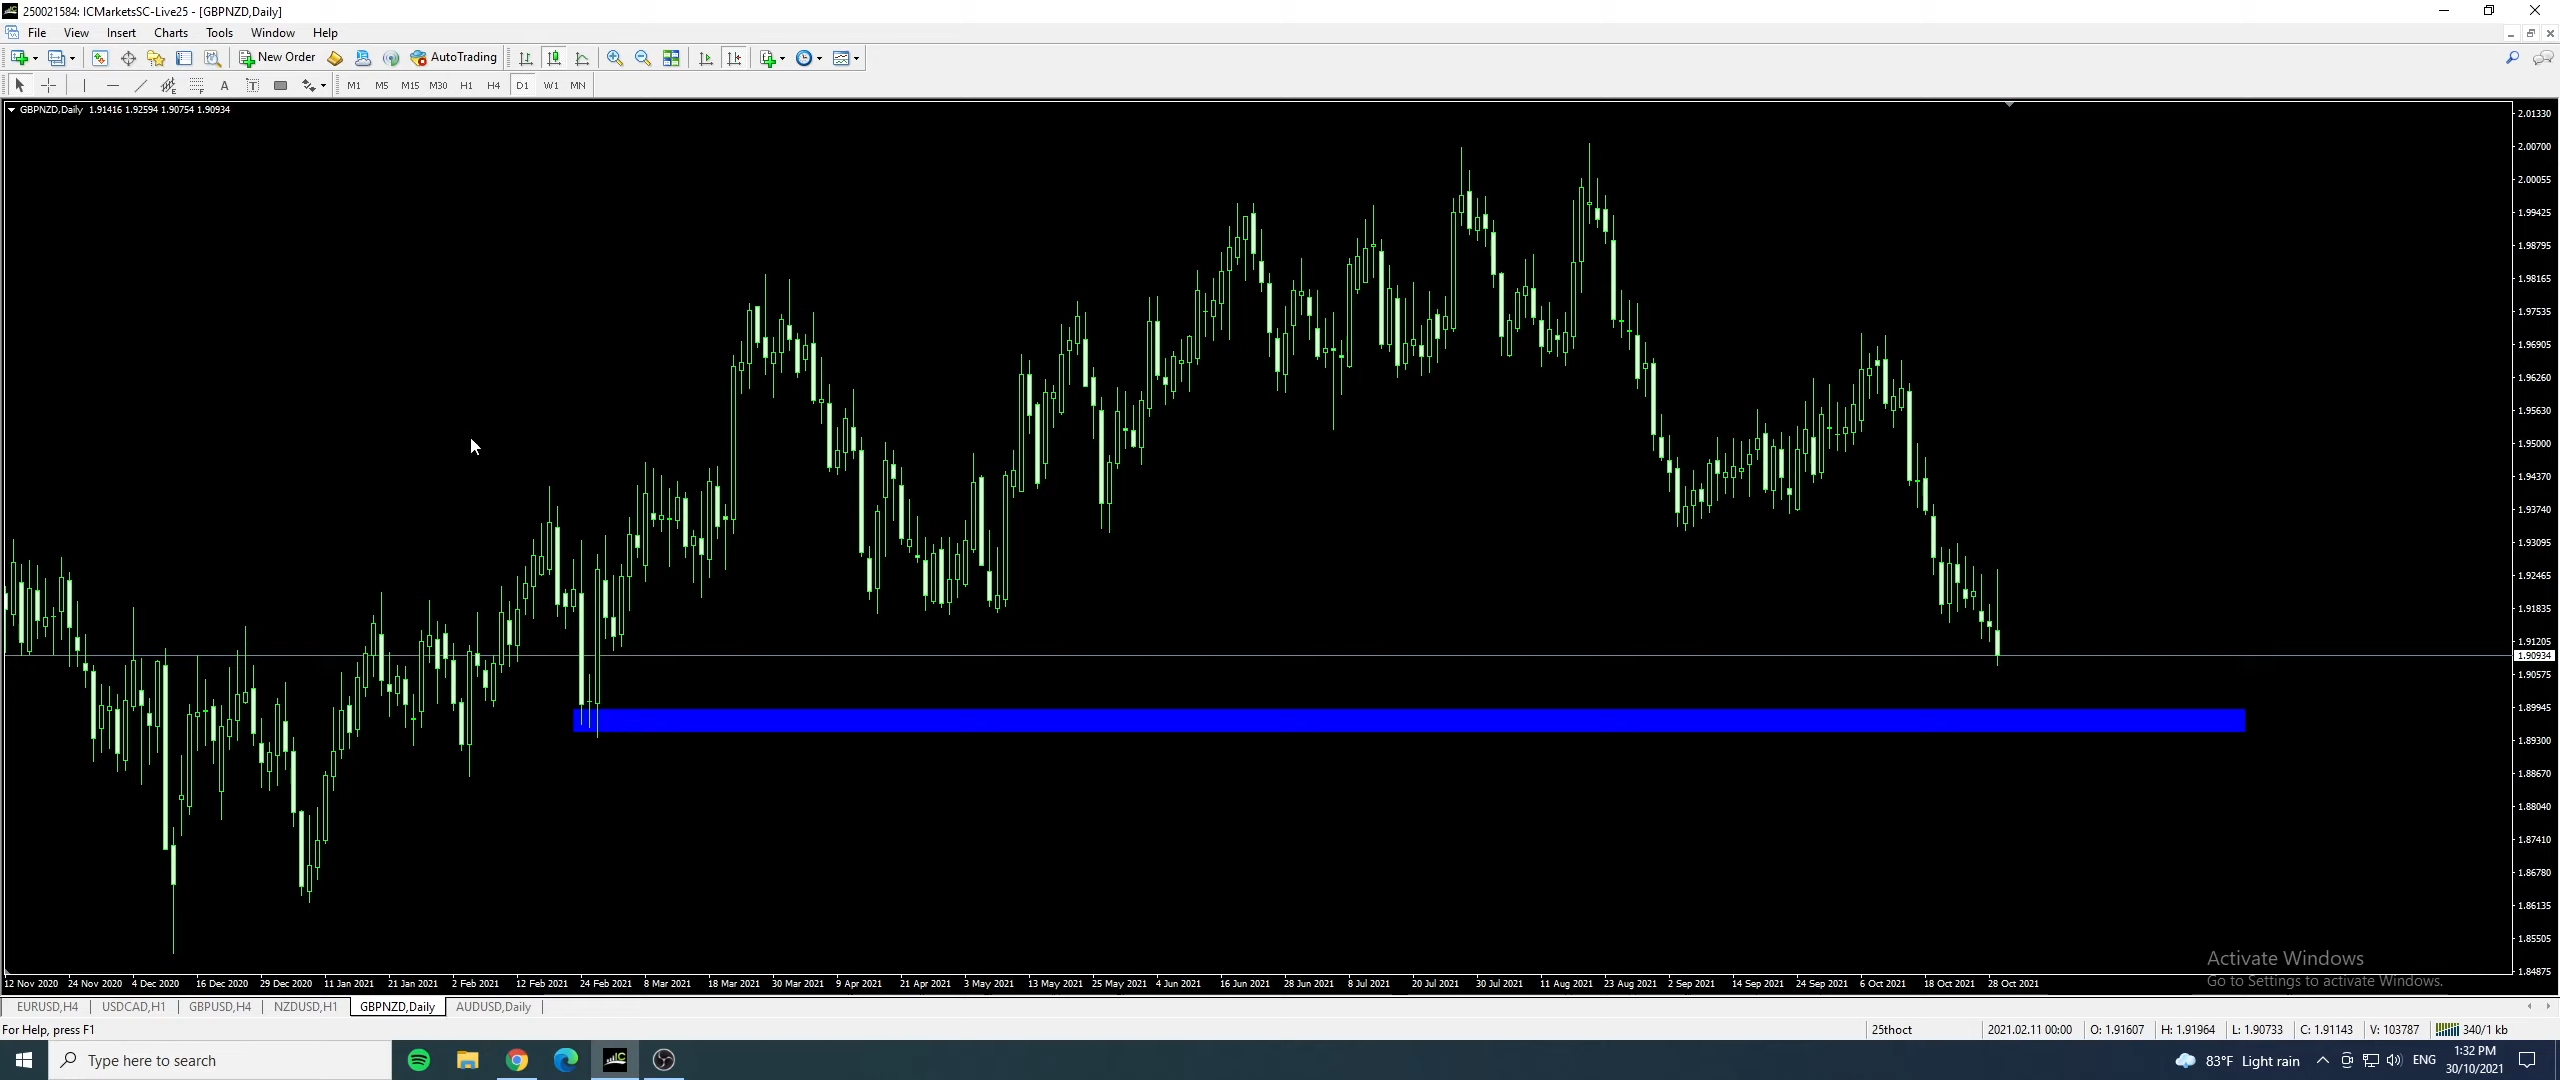 250021584: ICMarketsSC-Live25 - [GBPNZD,Daily]
File View Insert Charts Tools Window Help
New Order AutoTrading
A T M1 M5 M15 M30 H1 H4 D1 W1 MN
GBPNZD,Daily 1.91416 1.92594 1.90754 1.90934
2.01330
2.00700
2.00055
1.99425
1.98795
1.98165
1.97535
1.96905
1.96260
1.95630
1.95000
1.94370
1.93740
1.93095
1.92465
1.91835
1.91205
1.90934
1.90575
1.89945
1.89300
1.88670
1.88040
1.87410
1.86780
1.86135
1.85505
1.84875
Activate Windows
Go to Settings to activate Windows.
12 Nov 2020 24 Nov 2020 4 Dec 2020 16 Dec 2020 29 Dec 2020 11 Jan 2021 21 Jan 2021 2 Feb 2021 12 Feb 2021 24 Feb 2021 8 Mar 2021 18 Mar 2021 30 Mar 2021 9 Apr 2021 21 Apr 2021 3 May 2021 13 May 2021 25 May 2021 4 Jun 2021 16 Jun 2021 28 Jun 2021 8 Jul 2021 20 Jul 2021 30 Jul 2021 11 Aug 2021 23 Aug 2021 2 Sep 2021 14 Sep 2021 24 Sep 2021 6 Oct 2021 18 Oct 2021 28 Oct 2021
EURUSD,H4 USDCAD,H1 GBPUSD,H4 NZDUSD,H1 GBPNZD,Daily AUDUSD,Daily
For Help, press F1 25thoct 2021.02.11 00:00 O: 1.91607 H: 1.91964 L: 1.90733 C: 1.91143 V: 103787 340/1 kb
Type here to search 83°F Light rain ENG 1:32 PM
30/10/2021